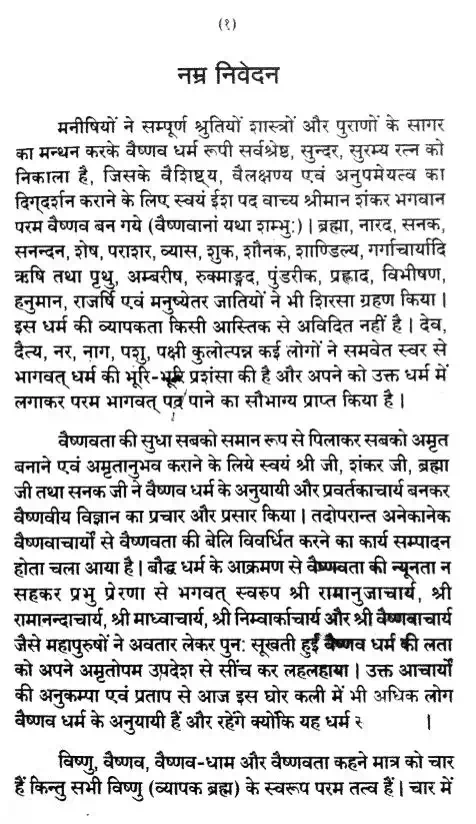 (१)
नम्र निवेदन
मनीषियों ने सम्पूर्ण श्रुतियों शास्त्रों और पुराणों के सागर
का मन्थन करके वैष्णव धर्म रूपी सर्वश्रेष्ठ, सुन्दर, सुरम्य रत्न को
निकाला है, जिसके वैशिष्ट्य, वैलक्षण्य एवं अनुपमेयत्व का
दिग्दर्शन कराने के लिए स्वयं ईश पद वाच्य श्रीमान शंकर भगवान
परम वैष्णव बन गये (वैष्णवानां यथा शम्भु:) | ब्रह्मा, नारद, सनक,
सनन्दन, शेष, पराशर, व्यास, शुक, शौनक, शाण्डिल्य, गर्गाचार्यादि
ऋषि तथा पृथु, अम्बरीष, रुक्माङ्गद, पुंडरीक, प्रह्लाद, विभीषण,
हनुमान, राजर्षि एवं मनुष्येतर जातियों ने भी शिरसा ग्रहण किया |
इस धर्म की व्यापकता किसी आस्तिक से अविदित नहीं है | देव,
दैत्य, नर, नाग, पशु, पक्षी कुलोत्पन्न कई लोगों ने समवेत स्वर से
भागवत् धर्म की भूरि-भूरि प्रशंसा की है और अपने को उक्त धर्म में
लगाकर परम भागवत् पाने का सौभाग्य प्राप्त किया है |
वैष्णवता की सुधा सबको समान रूप से पिलाकर सबको अमृत
बनाने एवं अमृतानुभव कराने के लिये स्वयं श्री जी, शंकर जी, ब्रह्मा
जी तथा सनक जी ने वैष्णव धर्म के अनुयायी और प्रवर्तकाचार्य बनकर
वैष्णवीय विज्ञान का प्रचार और प्रसार किया | तदोपरान्त अनेकानेक
वैष्णवाचार्यों से वैष्णवता की बेलि विवर्धित करने का कार्य सम्पादन
होता चला आया है | बौद्ध धर्म के आक्रमण से वैष्णवता की न्यूनता न
सहकर प्रभु प्रेरणा से भगवत् स्वरुप श्री रामानुजाचार्य, श्री
रामानन्दाचार्य, श्री माध्वाचार्य, श्री निम्वार्काचार्य और श्री वैष्णवाचार्य
जैसे महापुरुषों ने अवतार लेकर पुन: सूखती हुई वैष्णव धर्म की लता
को अपने अमृतोपम उपदेश से सींच कर लहलहाया | उक्त आचार्यों
की अनुकम्पा एवं प्रताप से आज इस घोर कली में भी अधिक लोग
वैष्णव धर्म के अनुयायी हैं और रहेंगे क्योंकि यह धर्म |
विष्णु, वैष्णव, वैष्णव-धाम और वैष्णवता कहने मात्र को चार
हैं किन्तु सभी विष्णु (व्यापक ब्रह्म) के स्वरूप परम तत्व हैं | चार में